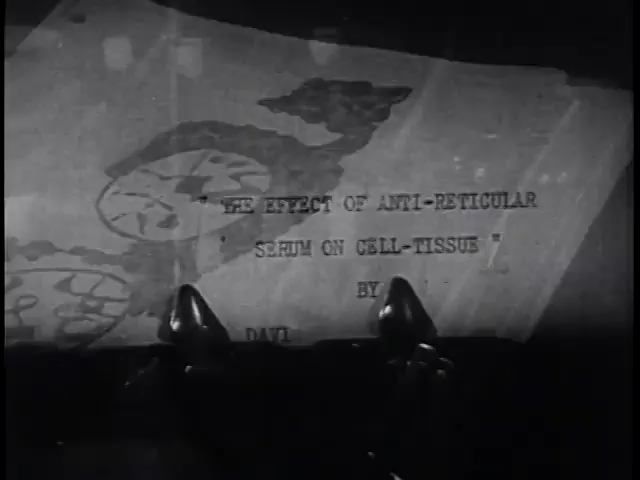 "THE EFFECT OF ANTI-RETICULAR
SERUM ON CELL-TISSUE"
BY
DAVI